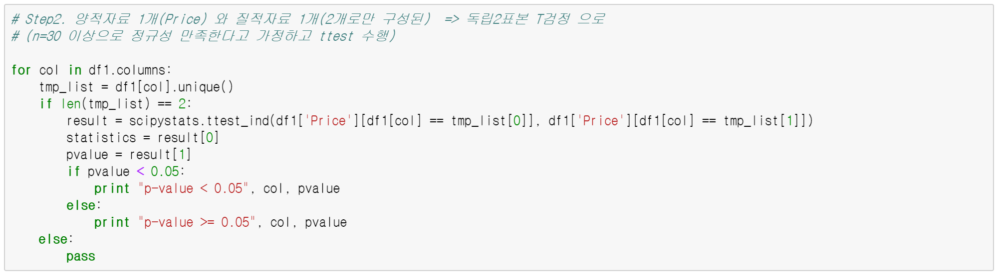 # Step2. 양적자료 1개(Price) 와 질적자료 1개(2개로만 구성된)  => 독립2표본 T검정 으로
# (n=30 이상으로 정규성 만족한다고 가정하고 ttest 수행)

for col in df1.columns:
    tmp_list = df1[col].unique()
    if len(tmp_list) == 2:
        result = scipystats.ttest_ind(df1['Price'][df1[col] == tmp_list[0]], df1['Price'][df1[col] == tmp_list[1]])
        statistics = result[0]
        pvalue = result[1]
        if pvalue < 0.05:
            print "p-value < 0.05", col, pvalue
        else:
            print "p-value >= 0.05", col, pvalue
    else:
        pass